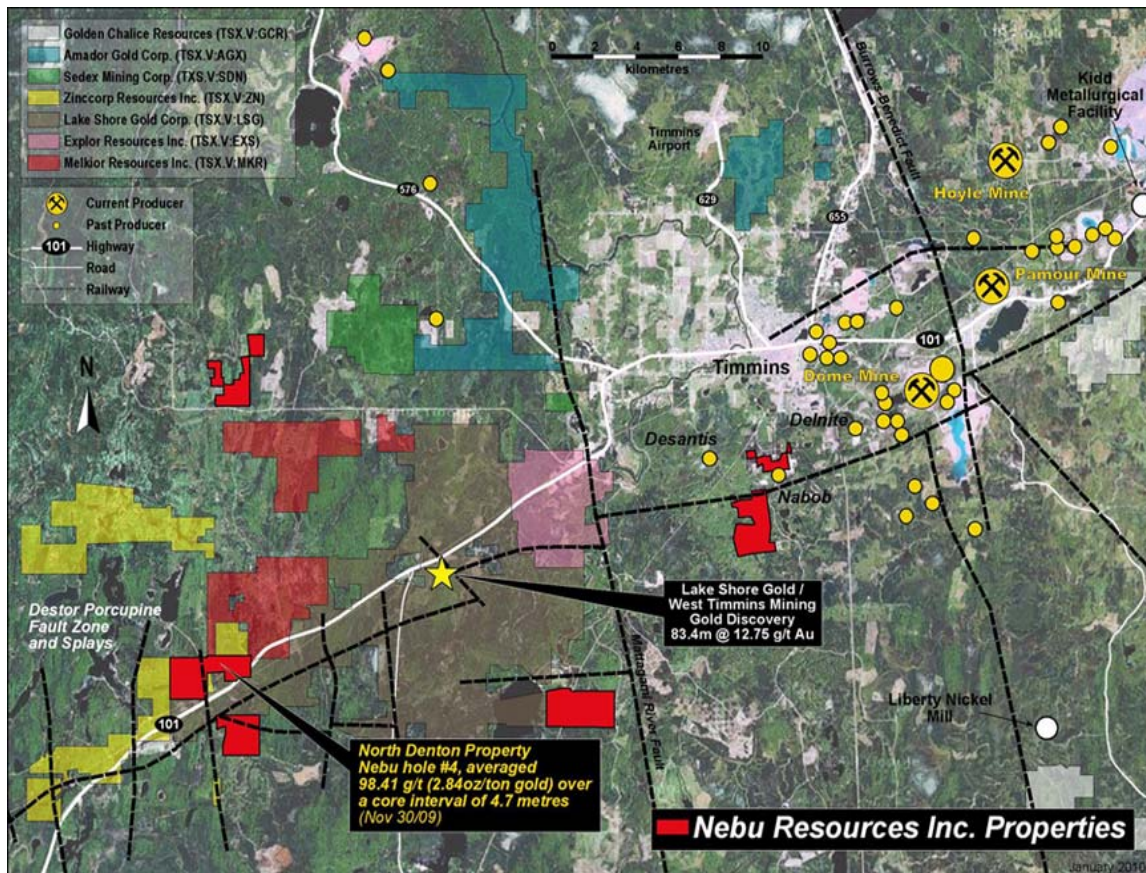 Golden Chalice Resources (TSX.V:GCR)
Amador Gold Corp. (TSX.V:AGX)
Sedex Mining Corp. (TXS.V:SDN)
Zinccorp Resources Inc. (TSX.V:ZN)
Lake Shore Gold Corp. (TSX.V:LSG)
Explor Resources Inc. (TSX.V:EXS)
Melkior Resources Inc. (TSX.V:MKR)
Current Producer
Past Producer
101 Highway
Road
Railway
0 2 4 6 8 10
kilometres
Burrows-Benedict Fault
Kidd
Metallurgical
Facility
Timmins
Airport
Hoyle Mine
576
629
655
Pamour Mine
N
Timmins
101
Dome Mine
Delnite
Desantis
Nabob
Lake Shore Gold /
West Timmins Mining
Gold Discovery
83.4m @ 12.75 g/t Au
Destor Porcupine
Fault Zone
and Splays
Mattagami River Fault
101
Liberty Nickel
Mill
North Denton Property
Nebu hole #4, averaged
98.41 g/t (2.84oz/ton gold) over
a core interval of 4.7 metres
(Nov 30/09)
Nebu Resources Inc. Properties
January 2010